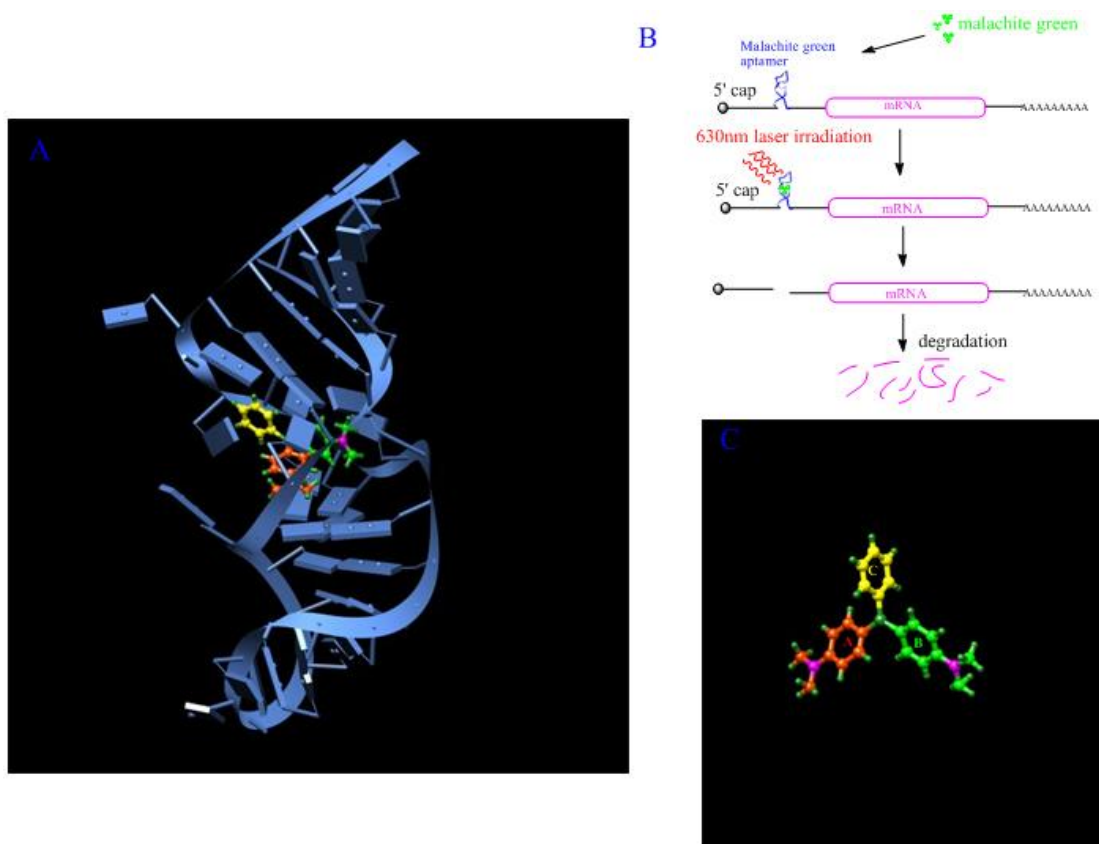 A
B
malachite green
Malachite green
aptamer
5' cap
mRNA
AAAAAAAAA
630nm laser irradiation
5' cap
mRNA
AAAAAAAAA
mRNA
AAAAAAAAA
degradation
C
C
A
B